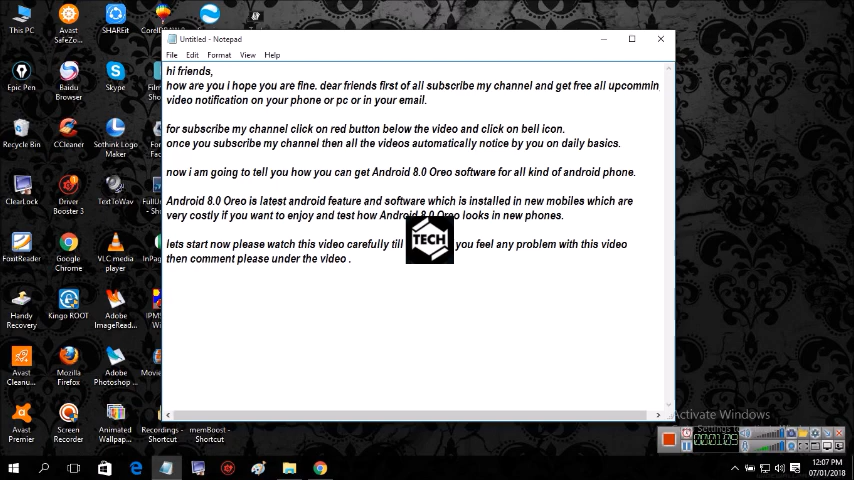 This PC
Avast SafeZo...
SHAREit
Untitled - Notepad
File Edit Format View Help
hi friends,
how are you i hope you are fine. dear friends first of all subscribe my channel and get free all upcommin
video notification on your phone or pc or in your email.
for subscribe my channel click on red button below the video and click on bell icon.
once you subscribe my channel then all the videos automatically notice by you on daily basics.
now i am going to tell you how you can get Android 8.0 Oreo software for all kind of android phone.
Android 8.0 Oreo is latest android feature and software which is installed in new mobiles which are
very costly if you want to enjoy and test how Android 8.0 Oreo looks in new phones.
lets start now please watch this video carefully till
TECH
you feel any problem with this video
then comment please under the video .
Epic Pen
Baidu Browser
Skype
Recycle Bin
CCleaner
Sothink Logo Maker
ClearLock
Driver Booster 3
TextToWav
FoxitReader
Google Chrome
VLC media player
Handy Recovery
Kingo ROOT
Adobe ImageRead...
Avast Cleanu...
Mozilla Firefox
Adobe Photoshop ...
Avast Premier
Screen Recorder
Animated Wallpap...
Recordings - Shortcut
memBoost - Shortcut
Activate Windows
12:07 PM
07/01/2018